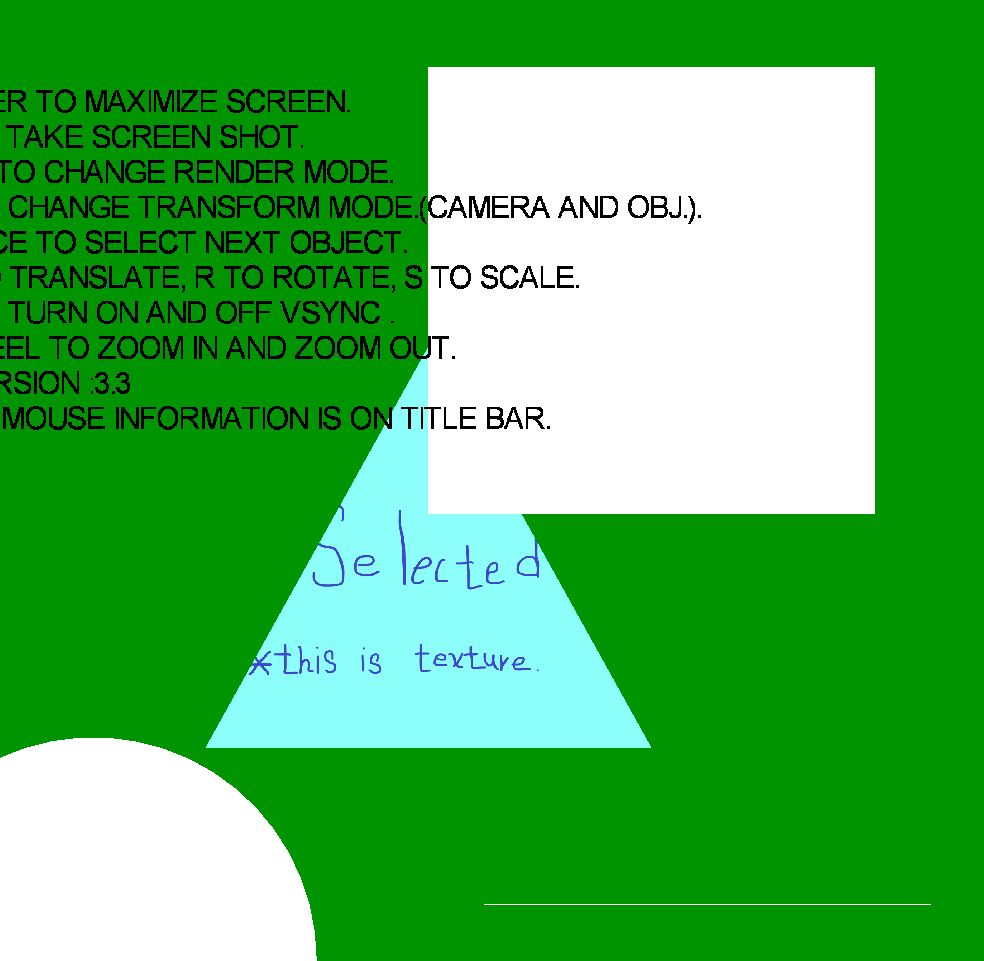 ER TO MAXIMIZE SCREEN.
TAKE SCREEN SHOT.
TO CHANGE RENDER MODE.
CHANGE TRANSFORM MODE.(CAMERA AND OBJ.).
CE TO SELECT NEXT OBJECT.
TRANSLATE, R TO ROTATE, S TO SCALE.
TURN ON AND OFF VSYNC .
EEL TO ZOOM IN AND ZOOM OUT.
RSION :3.3
MOUSE INFORMATION IS ON TITLE BAR.
Selected
*this is texture.